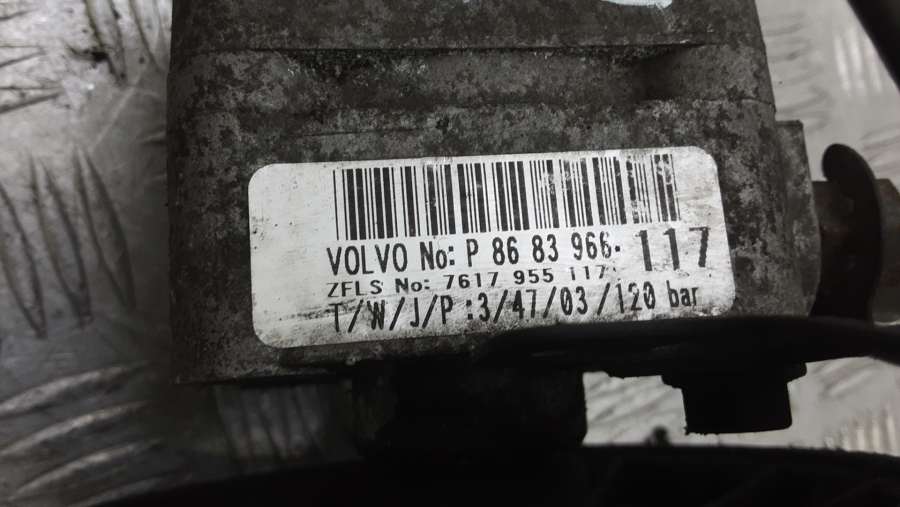 VOLVO No: P 86 83 966- 117
ZFLS No: 7617 955 117
T/W/J/P :3/47/03/120 bar